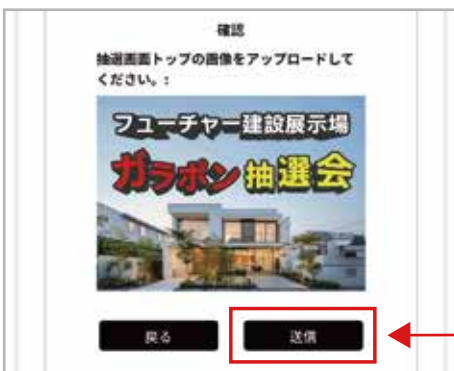 確認
抽選画面トップの画像をアップロードして
ください。:
フューチャー建設展示場
ガラポン抽選会
戻る
送信